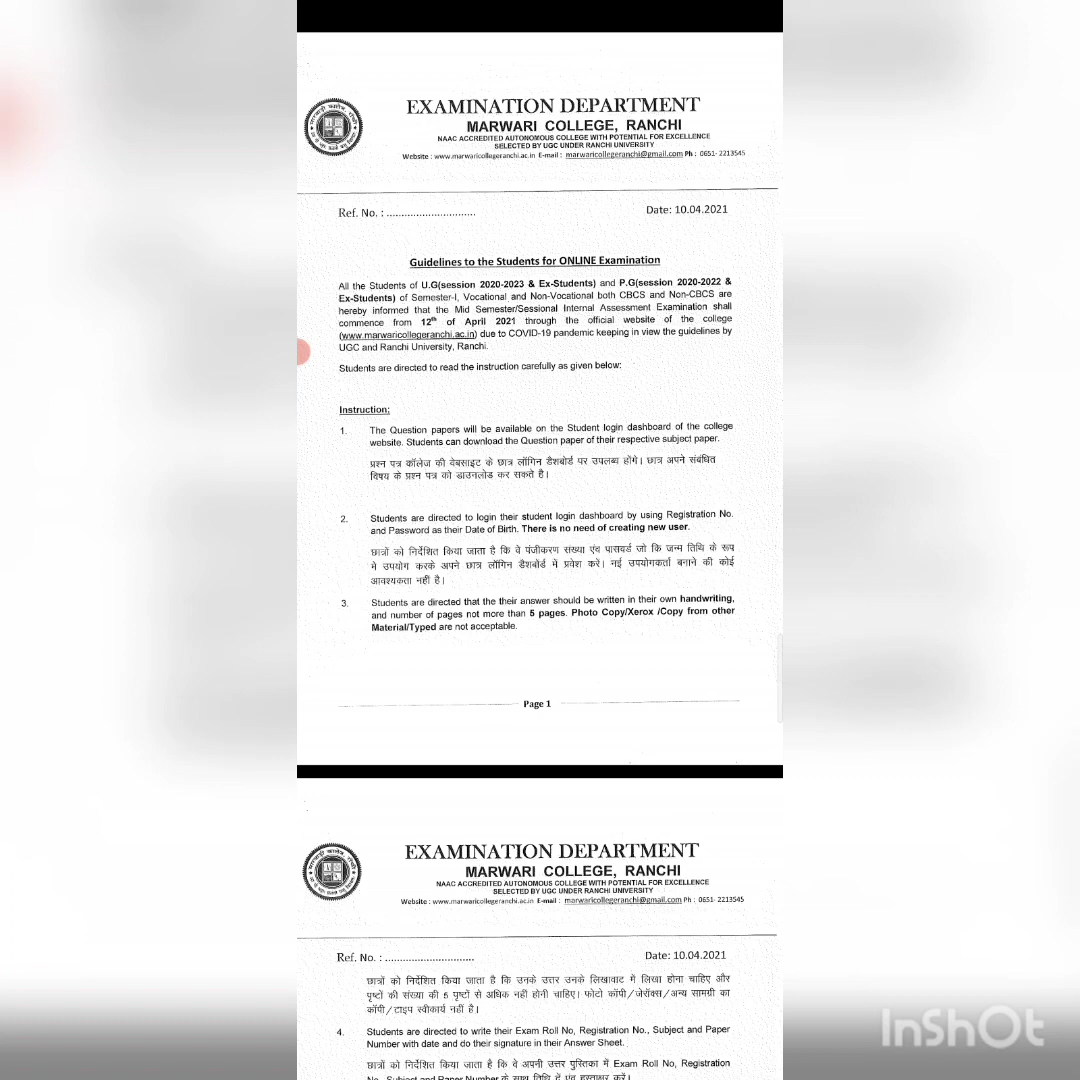 EXAMINATION DEPARTMENT
MARWARI COLLEGE, RANCHI
NAAC ACCREDITED AUTONOMOUS COLLEGE WITH POTENTIAL FOR EXCELLENCE
SELECTED BY UGC UNDER RANCHI UNIVERSITY
Website : www.marwaricollegeranchi.ac.in E-mail : marwaricollegeranchi@gmail.com Ph : 0651- 2213545
Ref. No. : .............................
Date: 10.04.2021
Guidelines to the Students for ONLINE Examination
All the Students of U.G(session 2020-2023 & Ex-Students) and P.G(session 2020-2022 &
Ex-Students) of Semester-I, Vocational and Non-Vocational both CBCS and Non-CBCS are
hereby informed that the Mid Semester/Sessional Internal Assessment Examination shall
commence from 12th of April 2021 through the official website of the college
(www.marwaricollegeranchi.ac.in) due to COVID-19 pandemic keeping in view the guidelines by
UGC and Ranchi University, Ranchi.
Students are directed to read the instruction carefully as given below:
Instruction;
1. The Question papers will be available on the Student login dashboard of the college
website. Students can download the Question paper of their respective subject paper.
प्रश्न पत्र कॉलेज की वेबसाइट के छात्र लॉगिन डैशबोर्ड पर उपलब्ध होंगे। छात्र अपने संबंधित
विषय के प्रश्न पत्र को डाउनलोड कर सकते है।
2. Students are directed to login their student login dashboard by using Registration No.
and Password as their Date of Birth. There is no need of creating new user.
छात्रों को निर्देशित किया जाता है कि वे पंजीकरण संख्या एंव पासवर्ड जो कि जन्म तिथि के रूप
मे उपयोग करके अपने छात्र लॉगिन डैशबोर्ड में प्रवेश करें। नई उपयोगकर्ता बनाने की कोई
आवश्यकता नहीं है।
3. Students are directed that the their answer should be written in their own handwriting,
and number of pages not more than 5 pages. Photo Copy/Xerox /Copy from other
Material/Typed are not acceptable.
Page 1
EXAMINATION DEPARTMENT
MARWARI COLLEGE, RANCHI
NAAC ACCREDITED AUTONOMOUS COLLEGE WITH POTENTIAL FOR EXCELLENCE
SELECTED BY UGC UNDER RANCHI UNIVERSITY
Website : www.marwaricollegeranchi.ac.in E-mail : marwaricollegeranchi@gmail.com Ph : 0651- 2213545
Ref. No. : .............................
Date: 10.04.2021
छात्रों को निर्देशित किया जाता है कि उनके उत्तर उनके लिखावाट में लिखा होना चाहिए और
पृष्टों की संख्या की 5 पृष्टों से अधिक नहीं होनी चाहिए। फोटो कॉपी/जेरोंक्स/अन्य सामग्री का
कॉपी/टाइप स्वीकार्य नहीं है।
4. Students are directed to write their Exam Roll No, Registration No., Subject and Paper
Number with date and do their signature in their Answer Sheet.
छात्रों को निर्देशित किया जाता है कि वे अपनी उत्तर पुस्तिका में Exam Roll No, Registration
No., Subject and Paper Number के साथ तिथि दें एंव हस्ताक्षर करें।
InShOt